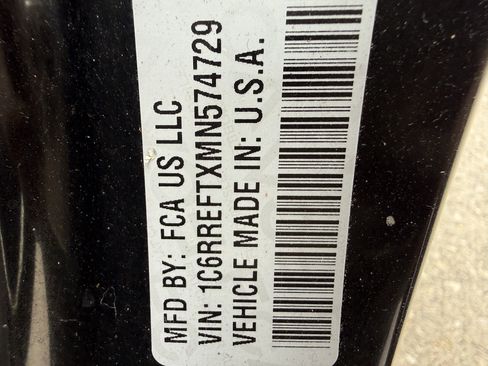 MFD BY: FCA US LLC
VIN: 1C6RREFTXMN574729
VEHICLE MADE IN: U.S.A.